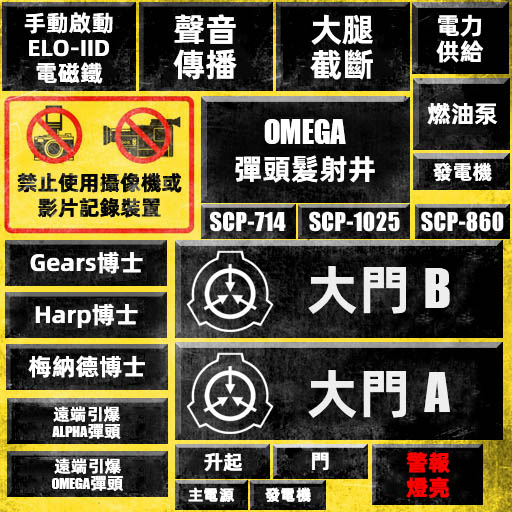 手動啟動
ELO-IID
電磁鐵
聲音
傳播
大腿
截斷
電力
供給
燃油泵
發電機
禁止使用攝像機或
影片記錄裝置
OMEGA
彈頭髮射井
SCP-714
SCP-1025
SCP-860
Gears博士
Harp博士
梅納德博士
遠端引爆
ALPHA彈頭
遠端引爆
OMEGA彈頭
大門 B
大門 A
升起
門
主電源
發電機
警報
燈亮